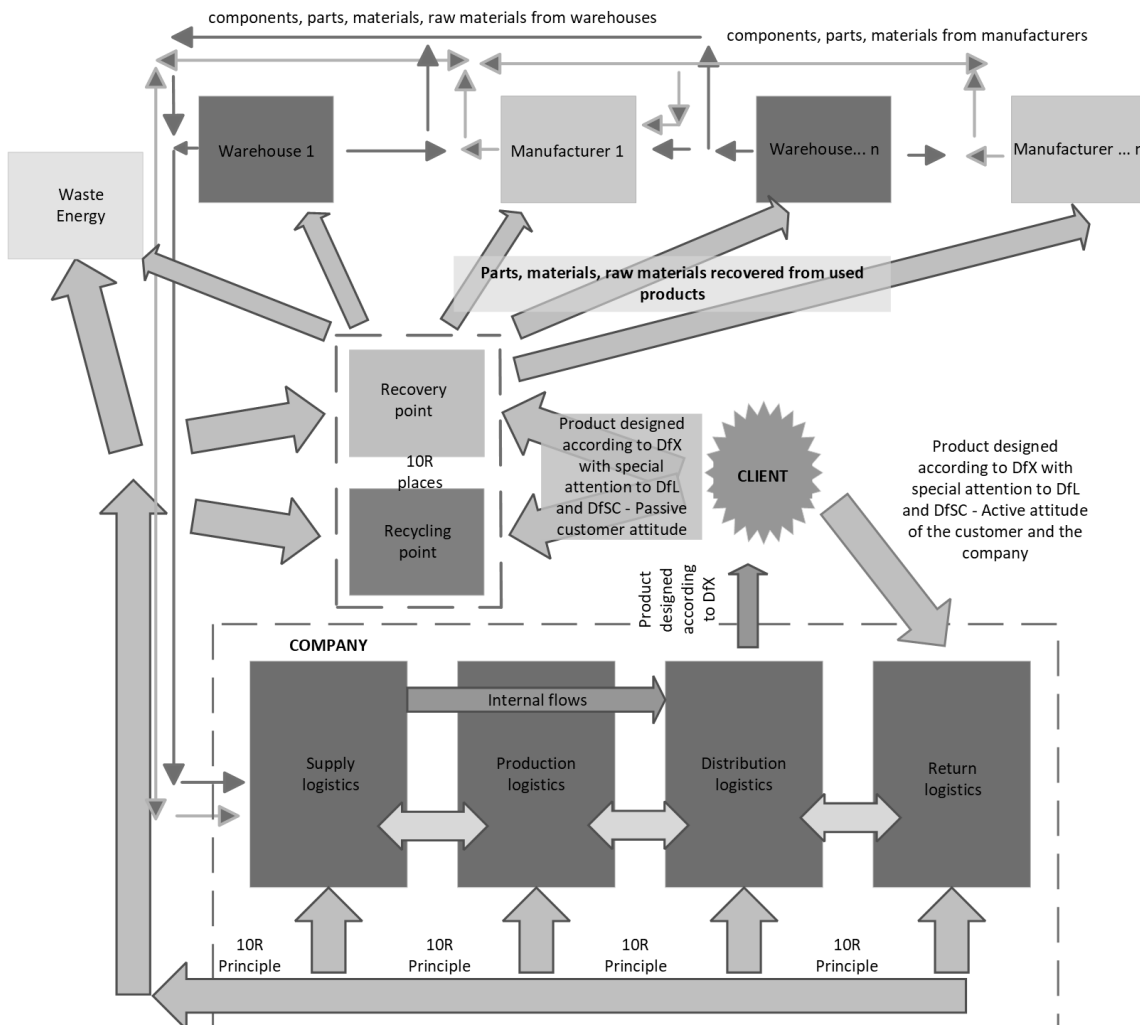 components, parts, materials, raw materials from warehouses
components, parts, materials from manufacturers
Warehouse 1
Manufacturer 1
Warehouse... n
Manufacturer ... n
Waste
Energy
Parts, materials, raw materials recovered from used
products
Recovery
point
10R
places
Recycling
point
Product designed
according to DfX
with special
attention to DfL
and DfSC - Passive
customer attitude
CLIENT
Product designed
according to DfX with
special attention to DfL
and DfSC - Active attitude
of the customer and the
company
Product
designed
according
to DfX
COMPANY
Internal flows
Supply
logistics
Production
logistics
Distribution
logistics
Return
logistics
10R
Principle
10R
Principle
10R
Principle
10R
Principle